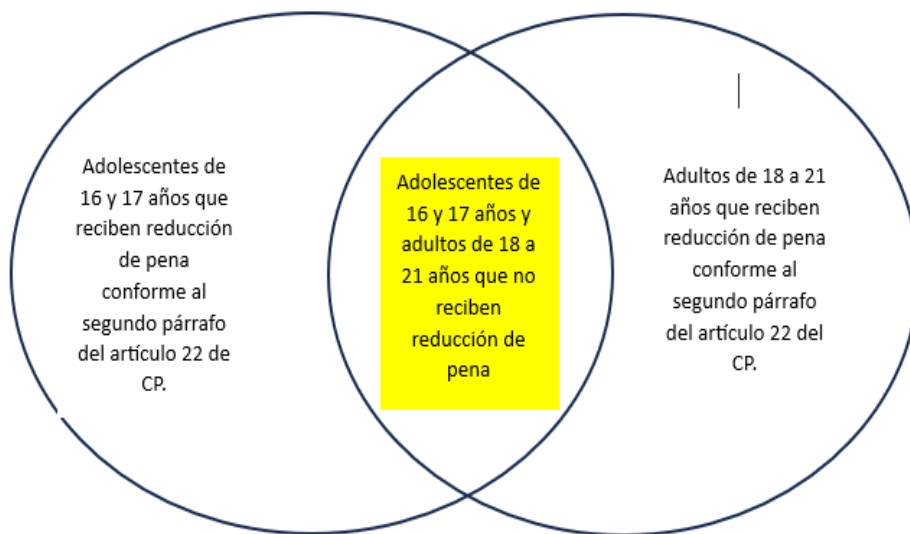 Adolescentes de
16 y 17 años que
reciben reducción
de pena
conforme al
segundo párrafo
del artículo 22 de
CP.
Adolescentes de
16 y 17 años y
adultos de 18 a
21 años que no
reciben
reducción de
pena
Adultos de 18 a 21
años que reciben
reducción de pena
conforme al
segundo párrafo
del artículo 22 del
CP.